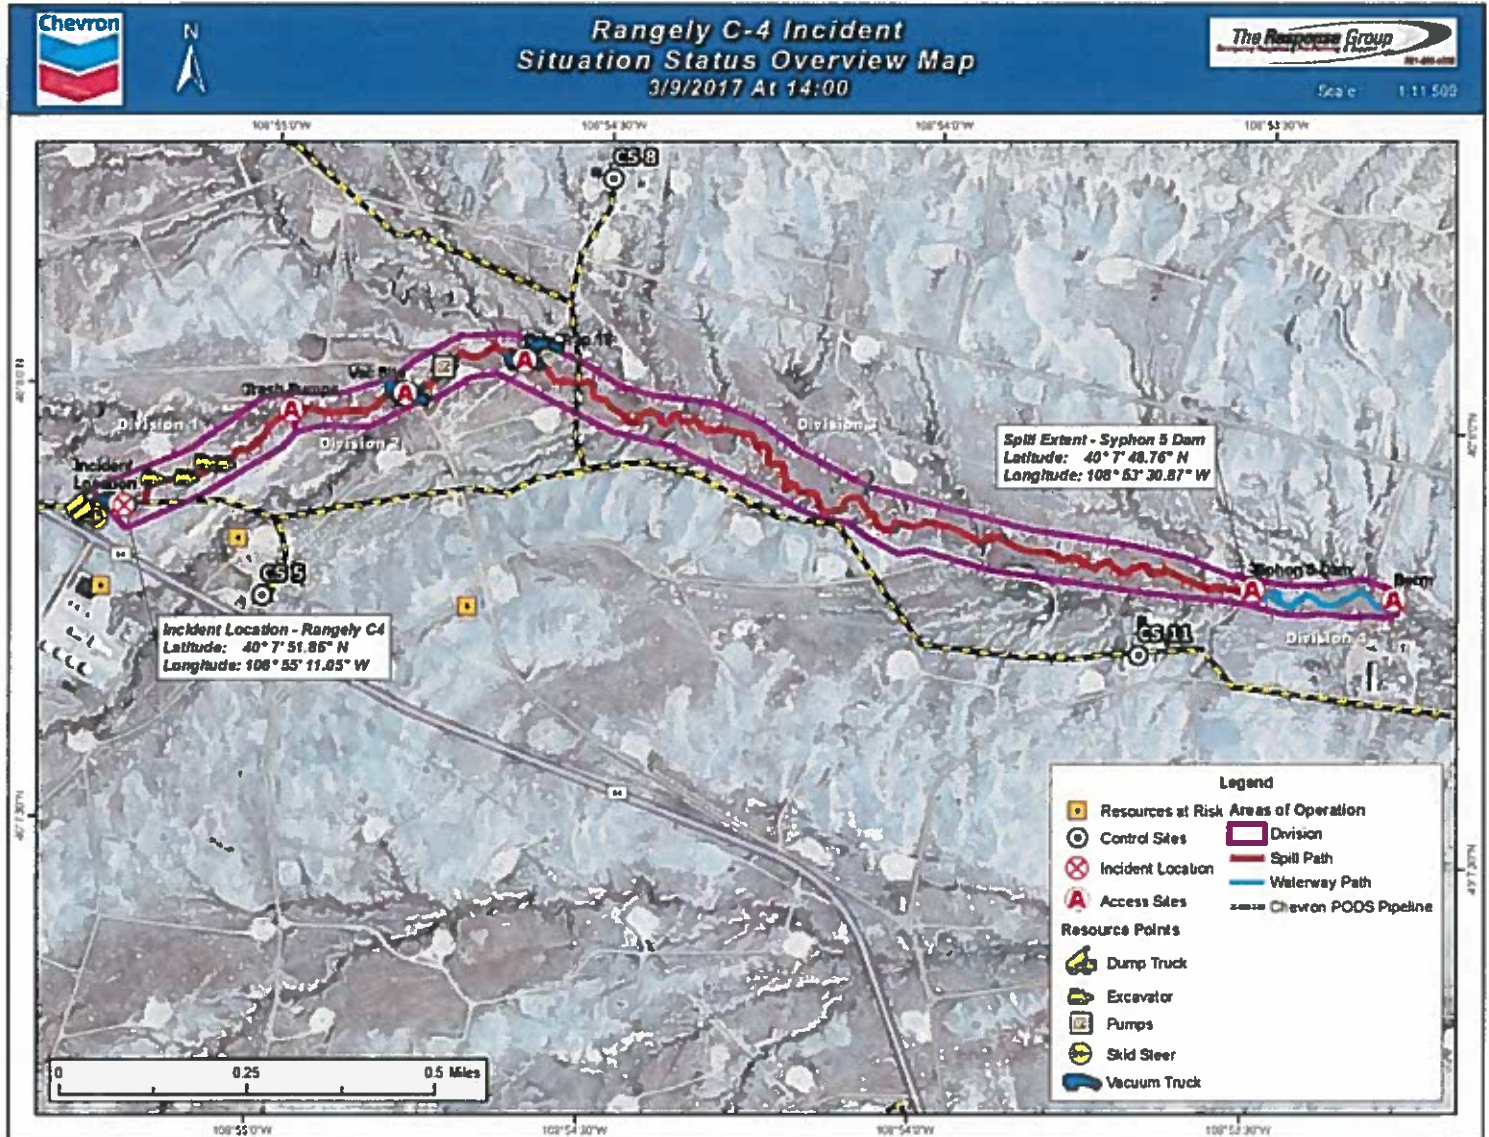 Chevron
N
Rangely C-4 Incident
Situation Status Overview Map
3/9/2017 At 14:00
The Response Group
Scale 1:11,500
108°55'0"W
108°54'30"W
108°54'0"W
108°53'30"W
CS 8
Trash Pumps
Division 1
Division 2
Division 3
Spill Extent - Syphon 5 Dam
Latitude: 40° 7' 48.76" N
Longitude: 108° 53' 30.87" W
Incident
Location
64
CS 5
Syphon 5 Dam
Boom
Division 4
CS 11
Incident Location - Rangely C4
Latitude: 40° 7' 51.86" N
Longitude: 108° 55' 11.05" W
64
Legend
Resources at Risk
Control Sites
Incident Location
Access Sites
Resource Points
Dump Truck
Excavator
Pumps
Skid Steer
Vacuum Truck
Areas of Operation
Division
Spill Path
Waterway Path
Chevron PODS Pipeline
0 0.25 0.5 Miles
108°55'0"W
108°54'30"W
108°54'0"W
108°53'30"W